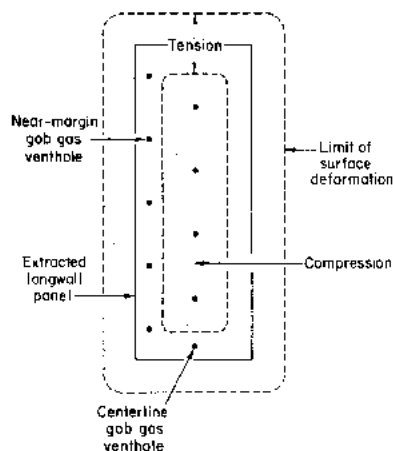 Tension
Near-margin
gob gas
venthole
Limit of
surface
deformation
Extracted
longwall
panel
Compression
Centerline
gob gas
venthole